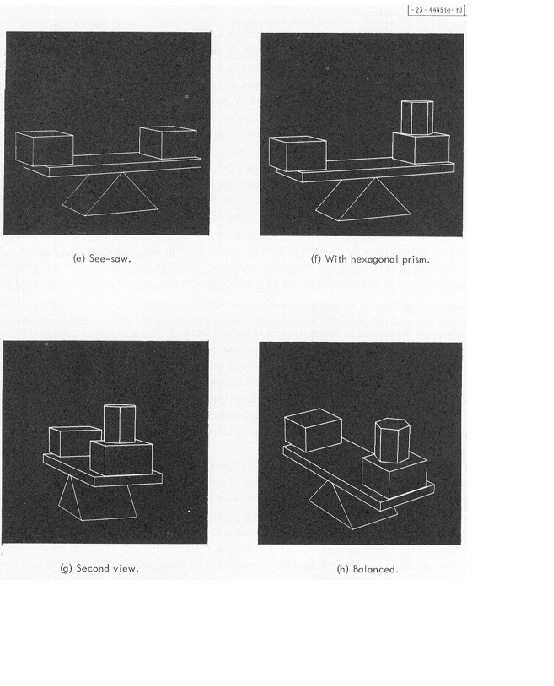 (e) See-saw.
(f) With hexagonal prism.
(g) Second view.
(h) Balanced.